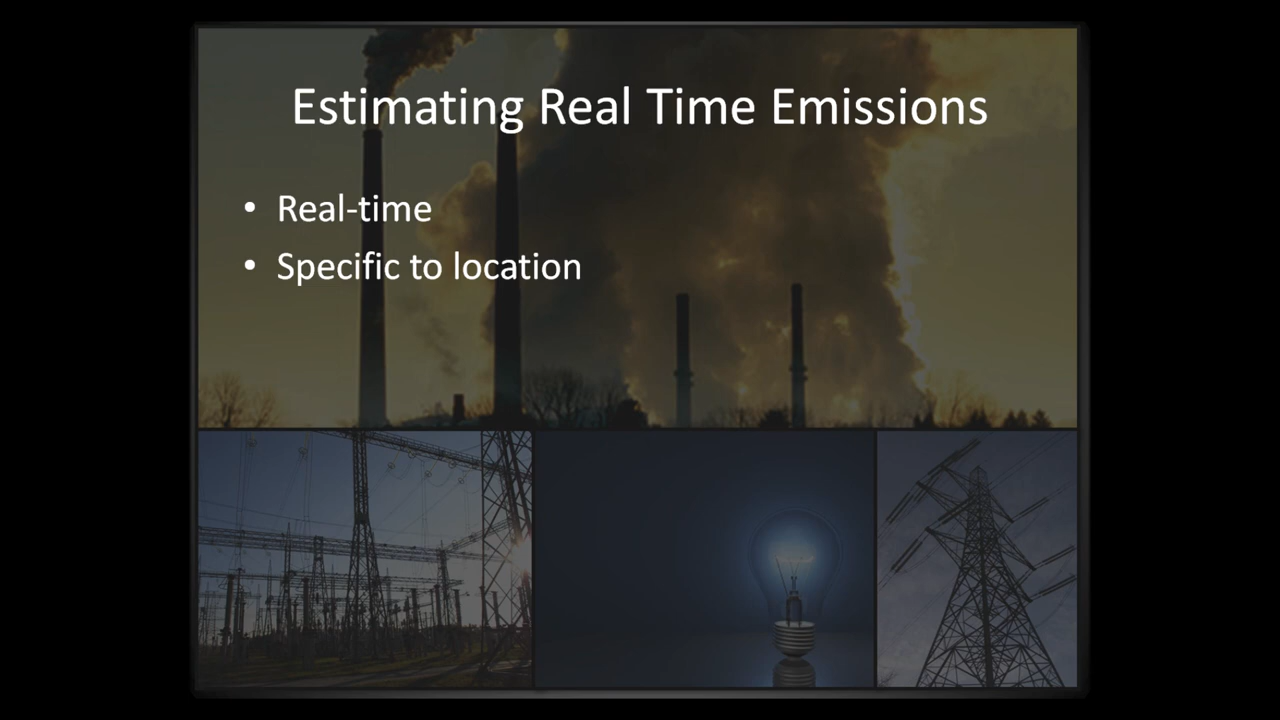 Estimating Real Time Emissions
• Real-time
• Specific to location